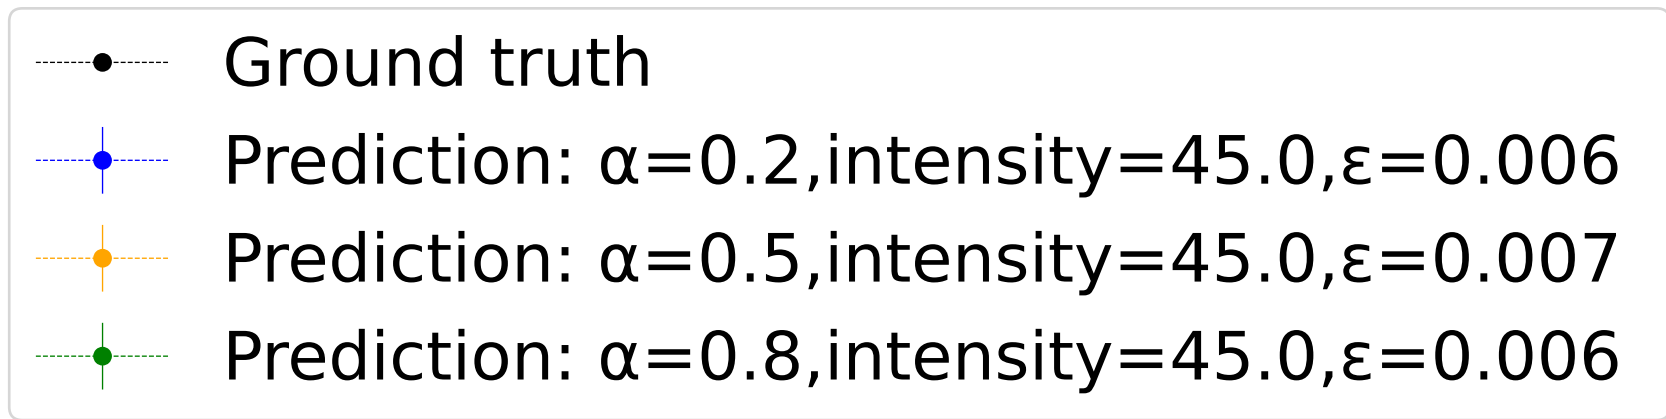 Ground truth
Prediction: α=0.2,intensity=45.0,ε=0.006
Prediction: α=0.5,intensity=45.0,ε=0.007
Prediction: α=0.8,intensity=45.0,ε=0.006